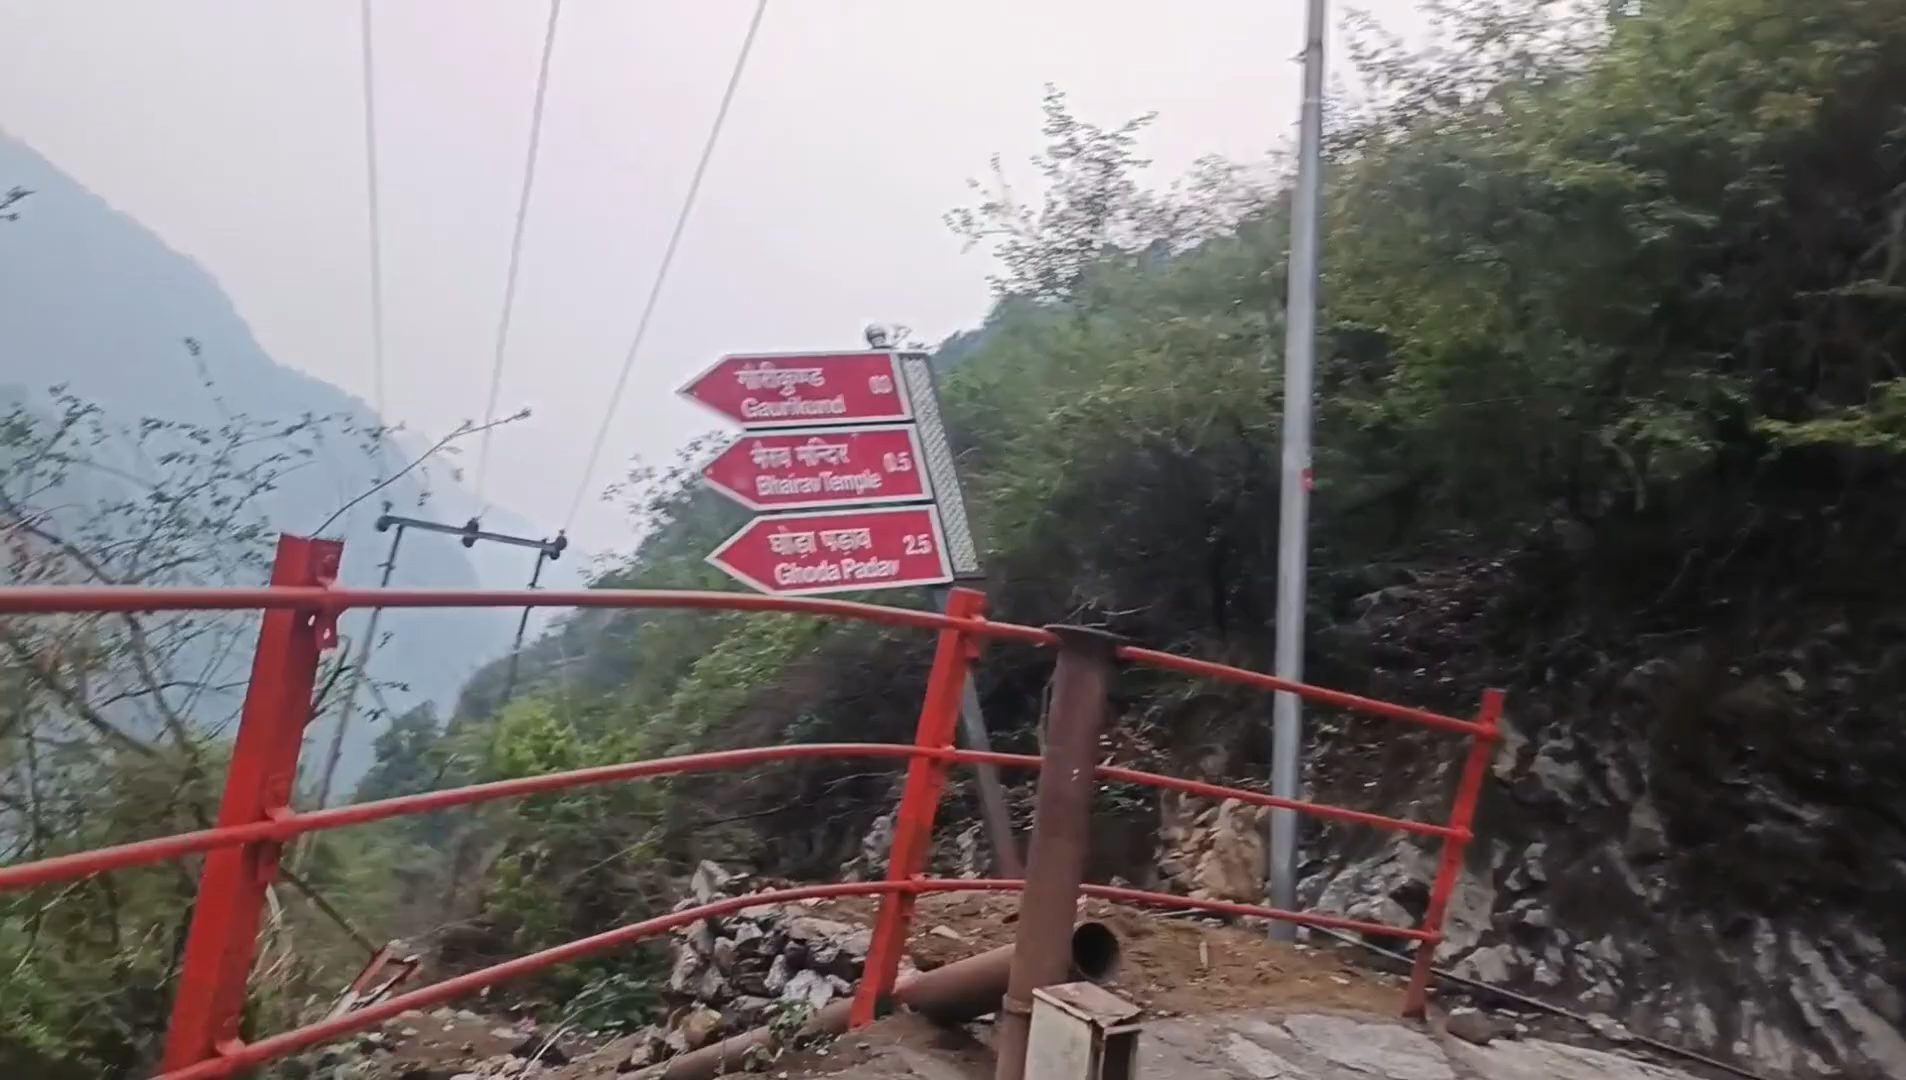 गौरीकुण्ड
Gaurikund
भैरव मन्दिर 0.5
Bhairav Temple
घोड़ा पड़ाव 2.5
Ghoda Padav